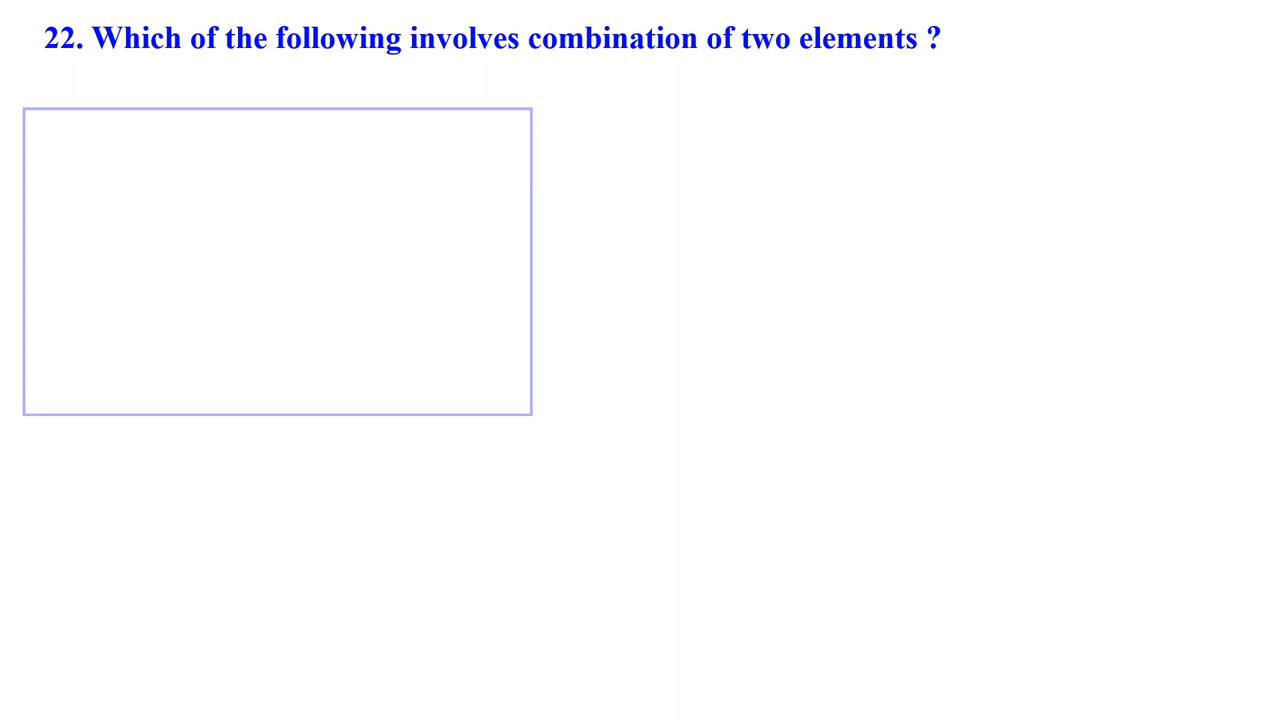 22. Which of the following involves combination of two elements ?